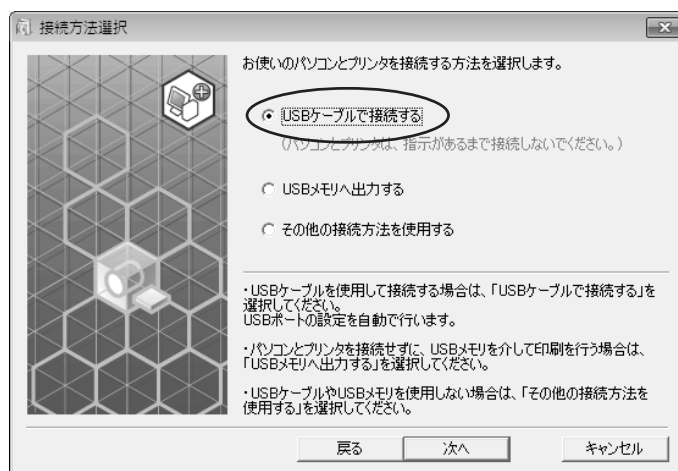 接続方法選択
お使いのパソコンとプリンタを接続する方法を選択します。
USBケーブルで接続する
(パソコンとプリンタは、指示があるまで接続しないでください。)
USBメモリへ出力する
その他の接続方法を使用する
・USBケーブルを使用して接続する場合は、「USBケーブルで接続する」を
選択してください。
USBポートの設定を自動で行います。
・パソコンとプリンタを接続せずに、USBメモリを介して印刷を行う場合は、
「USBメモリへ出力する」を選択してください。
・USBケーブルやUSBメモリを使用しない場合は、「その他の接続方法を
使用する」を選択してください。
戻る
次へ
キャンセル